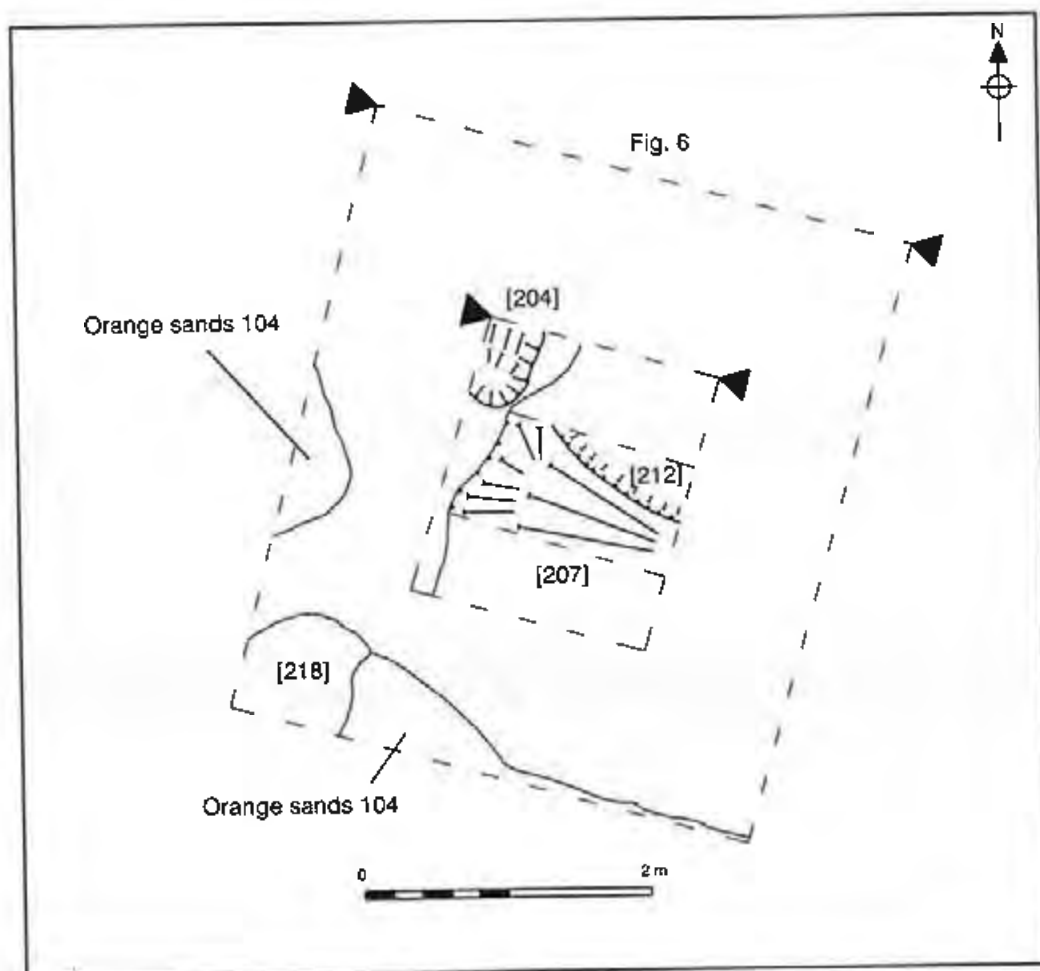 N
Fig. 6
[204]
Orange sands 104
[212]
[207]
[218]
Orange sands 104
0
2 m